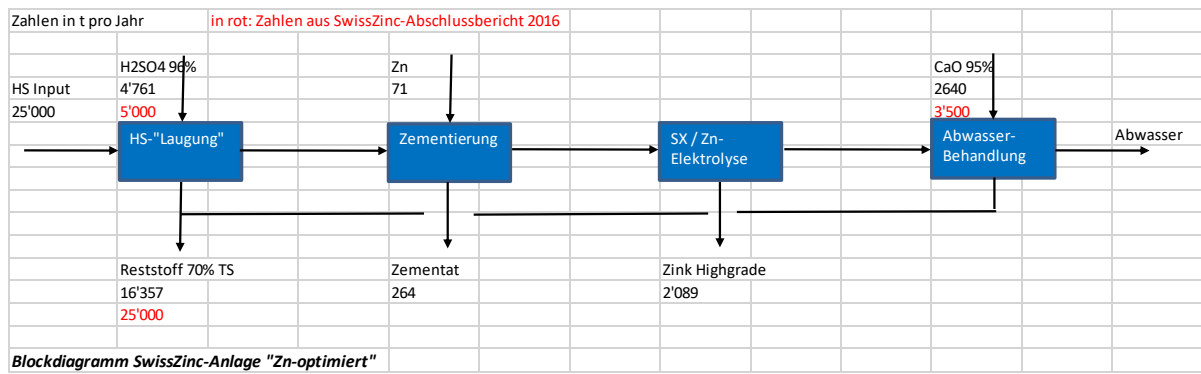 Zahlen in t pro Jahr
in rot: Zahlen aus SwissZinc-Abschlussbericht 2016
H2SO4 96%
Zn
CaO 95%
HS Input
4'761
71
2640
25'000
5'000
3'500
HS-"Laugung"
Zementierung
SX / Zn-
Elektrolyse
Abwasser-
Behandlung
Abwasser
Reststoff 70% TS
Zementat
Zink Highgrade
16'357
264
2'089
25'000
Blockdiagramm SwissZinc-Anlage "Zn-optimiert"